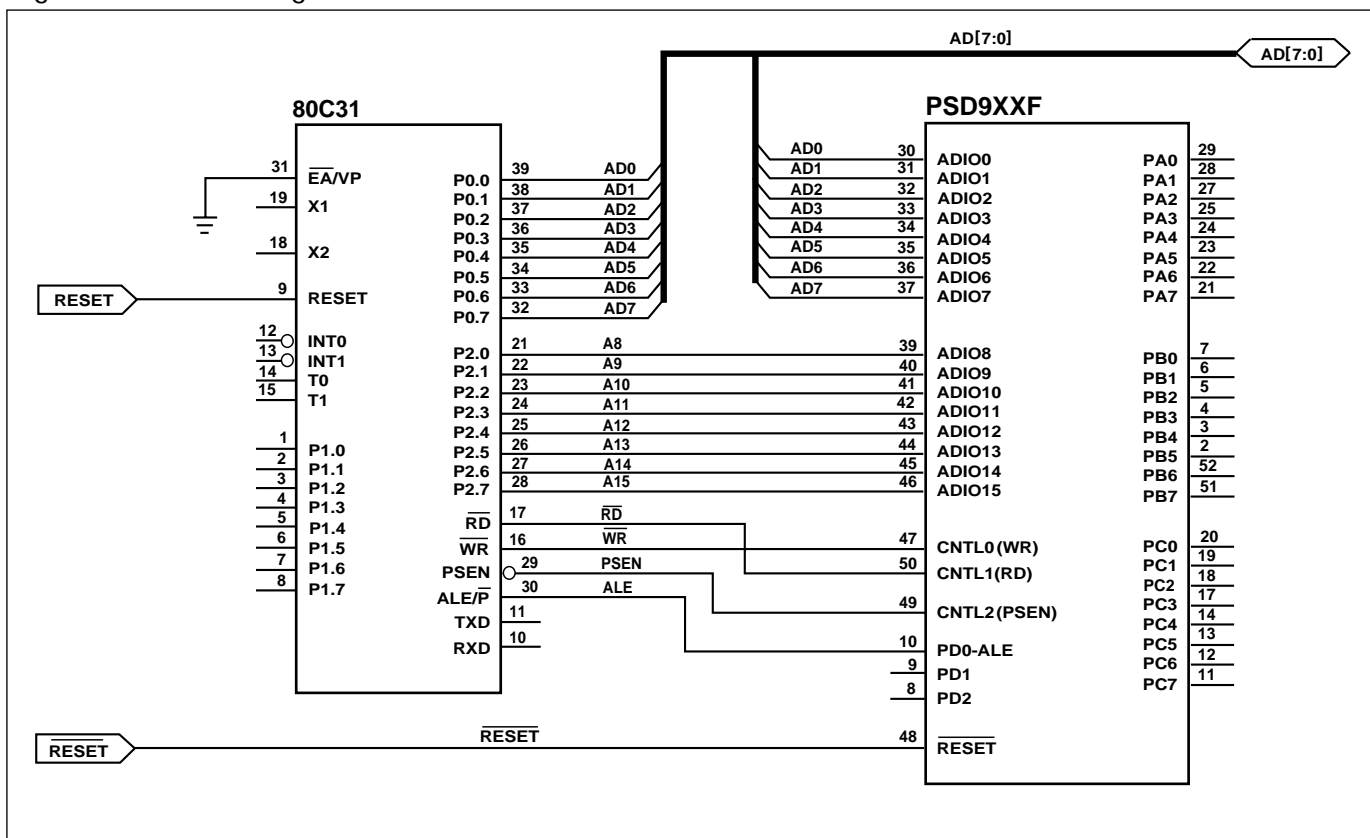 AD[7:0]
AD[7:0]
80C31
PSD9XXF
31
EA/VP
19
X1
18
X2
RESET
9
RESET
12
INT0
13
INT1
14
T0
15
T1
1
P1.0
2
P1.1
3
P1.2
4
P1.3
5
P1.4
6
P1.5
7
P1.6
8
P1.7
P0.0
39
AD0
P0.1
38
AD1
P0.2
37
AD2
P0.3
36
AD3
P0.4
35
AD4
P0.5
34
AD5
P0.6
33
AD6
P0.7
32
AD7
P2.0
21
A8
P2.1
22
A9
P2.2
23
A10
P2.3
24
A11
P2.4
25
A12
P2.5
26
A13
P2.6
27
A14
P2.7
28
A15
RD
17
RD
WR
16
WR
PSEN
29
PSEN
ALE/P
30
ALE
TXD
11
RXD
10
AD0
30
ADIO0
AD1
31
ADIO1
AD2
32
ADIO2
AD3
33
ADIO3
AD4
34
ADIO4
AD5
35
ADIO5
AD6
36
ADIO6
AD7
37
ADIO7
39
ADIO8
40
ADIO9
41
ADIO10
42
ADIO11
43
ADIO12
44
ADIO13
45
ADIO14
46
ADIO15
47
CNTL0(WR)
50
CNTL1(RD)
49
CNTL2(PSEN)
10
PD0-ALE
9
PD1
8
PD2
48
RESET
PA0
29
PA1
28
PA2
27
PA3
25
PA4
24
PA5
23
PA6
22
PA7
21
PB0
7
PB1
6
PB2
5
PB3
4
PB4
3
PB5
2
PB6
52
PB7
51
PC0
20
PC1
19
PC2
18
PC3
17
PC4
14
PC5
13
PC6
12
PC7
11
RESET
RESET